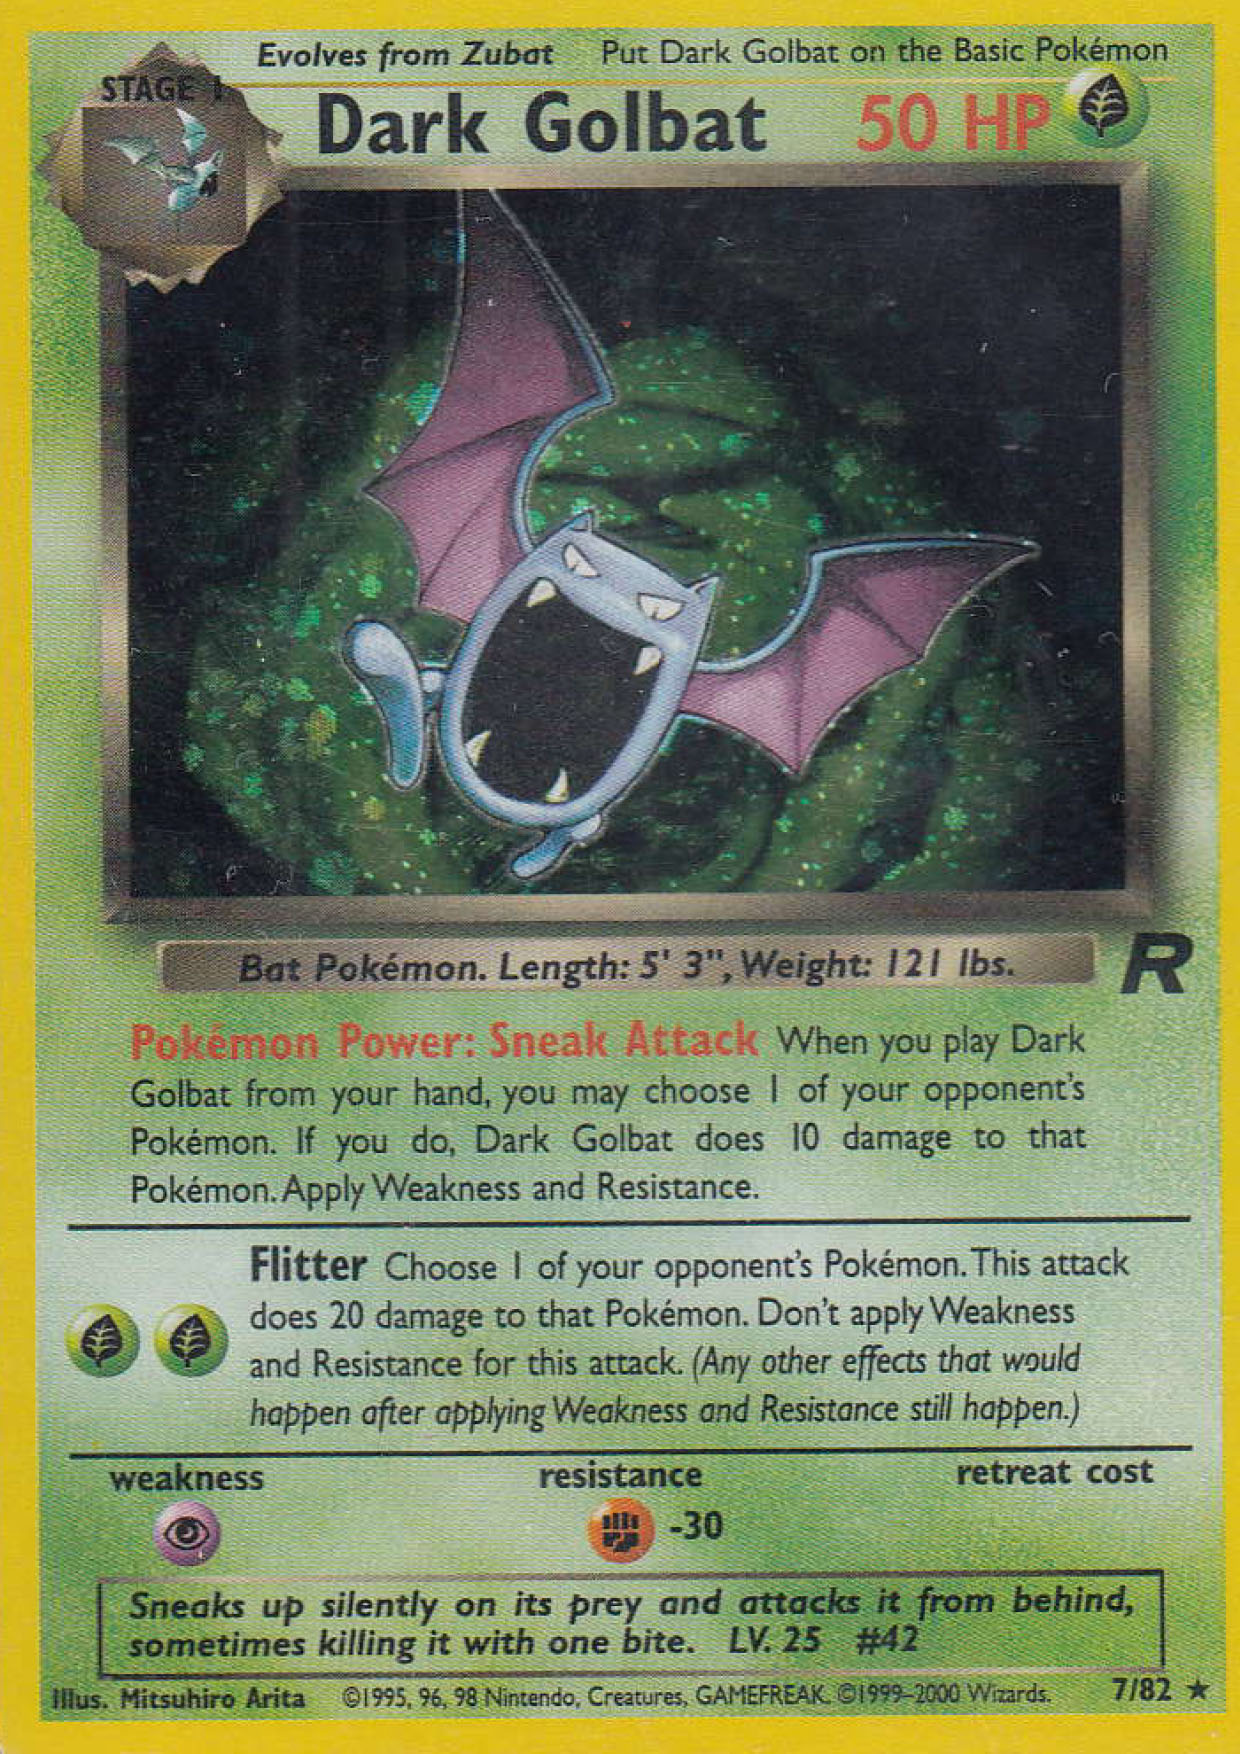 Evolves from Zubat Put Dark Golbat on the Basic Pokémon
STAGE 1
Dark Golbat 50 HP
Bat Pokémon. Length: 5' 3", Weight: 121 lbs.
R
Pokémon Power: Sneak Attack When you play Dark
Golbat from your hand, you may choose 1 of your opponent's
Pokémon. If you do, Dark Golbat does 10 damage to that
Pokémon. Apply Weakness and Resistance.
Flitter Choose 1 of your opponent's Pokémon. This attack
does 20 damage to that Pokémon. Don't apply Weakness
and Resistance for this attack. (Any other effects that would
happen after applying Weakness and Resistance still happen.)
weakness resistance retreat cost
-30
Sneaks up silently on its prey and attacks it from behind,
sometimes killing it with one bite. LV. 25 #42
Illus. Mitsuhiro Arita ©1995, 96, 98 Nintendo, Creatures, GAMEFREAK. ©1999–2000 Wizards. 7/82 ★